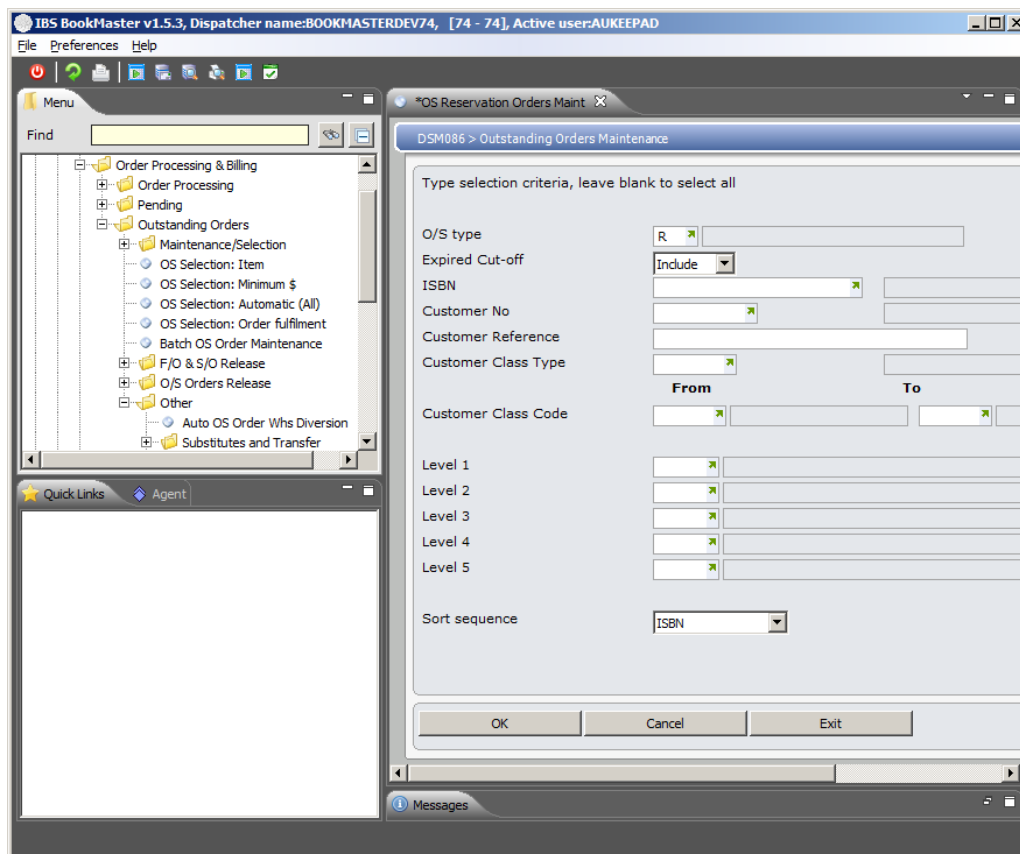 IBS BookMaster v1.5.3, Dispatcher name:BOOKMASTERDEV74, [74 - 74], Active user:AUKEEPAD
File Preferences Help
Menu
Find
Order Processing & Billing
Order Processing
Pending
Outstanding Orders
Maintenance/Selection
OS Selection: Item
OS Selection: Minimum $
OS Selection: Automatic (All)
OS Selection: Order fulfilment
Batch OS Order Maintenance
F/O & S/O Release
O/S Orders Release
Other
Auto OS Order Whs Diversion
Substitutes and Transfer
Quick Links Agent
*OS Reservation Orders Maint
DSM086 > Outstanding Orders Maintenance
Type selection criteria, leave blank to select all
O/S type R
Expired Cut-off Include
ISBN
Customer No
Customer Reference
Customer Class Type
From To
Customer Class Code
Level 1
Level 2
Level 3
Level 4
Level 5
Sort sequence ISBN
OK Cancel Exit
Messages